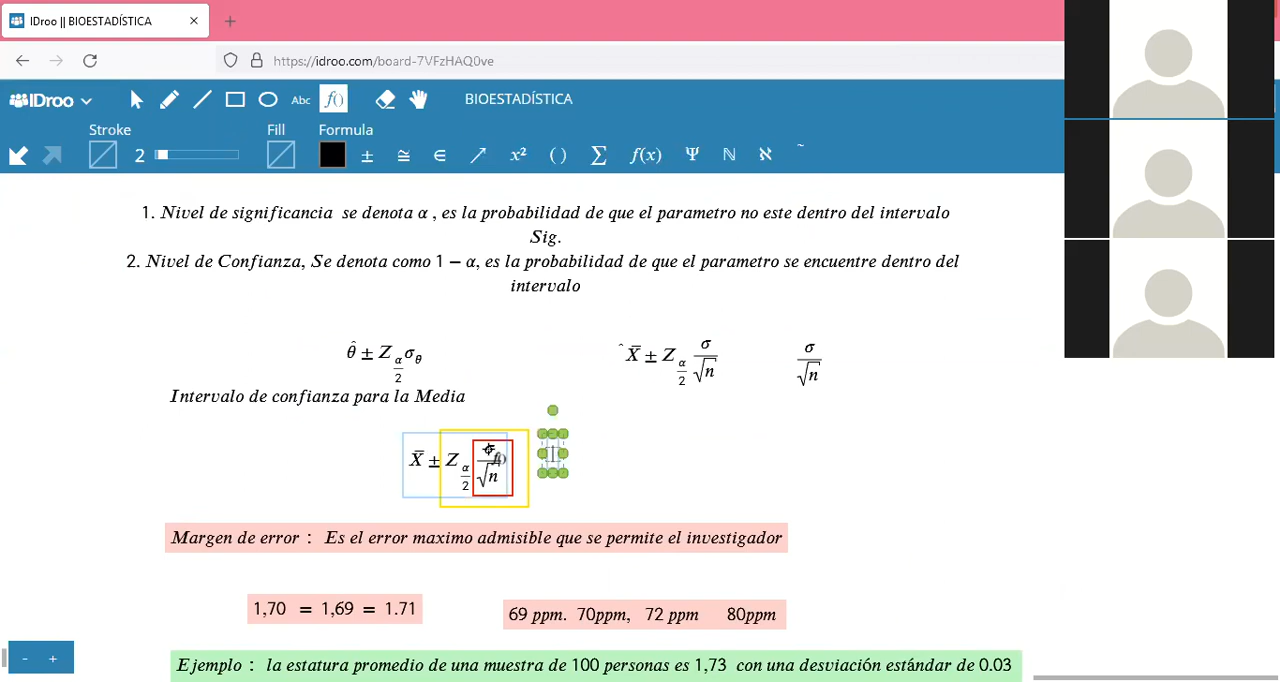 IDroo || BIOESTADÍSTICA
https://idroo.com/board-7VFzHAQ0ve
IDroo Abc f() BIOESTADÍSTICA
Stroke Fill Formula
2 ± ≅ ∈ x² ( ) ∑ f(x) Ψ ℕ ℵ ~
1. Nivel de significancia se denota α , es la probabilidad de que el parametro no este dentro del intervalo
Sig.
2. Nivel de Confianza, Se denota como 1 − α, es la probabilidad de que el parametro se encuentre dentro del
intervalo
θ̂ ± Z α/2 σθ ˆ X̄ ± Z α/2 σ/√n σ/√n
Intervalo de confianza para la Media
X̄ ± Z α/2 σ/√n
Margen de error : Es el error maximo admisible que se permite el investigador
1,70 = 1,69 = 1.71 69 ppm. 70ppm, 72 ppm 80ppm
- +
Ejemplo : la estatura promedio de una muestra de 100 personas es 1,73 con una desviación estándar de 0.03